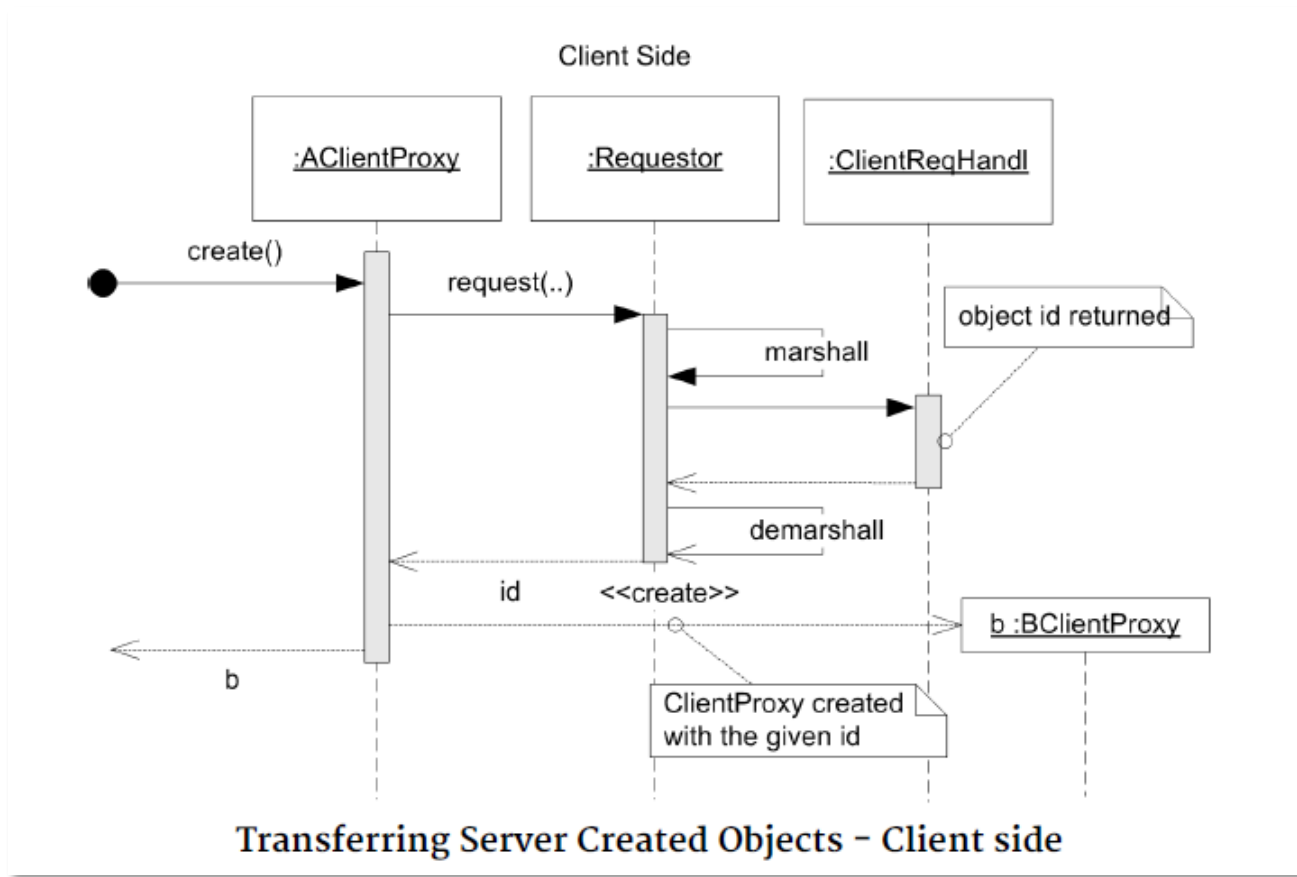 Client Side
:AClientProxy
:Requestor
:ClientReqHandl
create()
request(..)
object id returned
marshall
demarshall
id
<<create>>
b :BClientProxy
b
ClientProxy created
with the given id
Transferring Server Created Objects - Client side